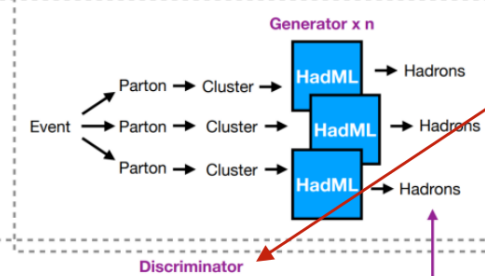 Generator x n
HadML
Hadrons
Parton
Cluster
Event
Parton
Cluster
HadML
Hadrons
Parton
Cluster
HadML
Hadrons
Discriminator